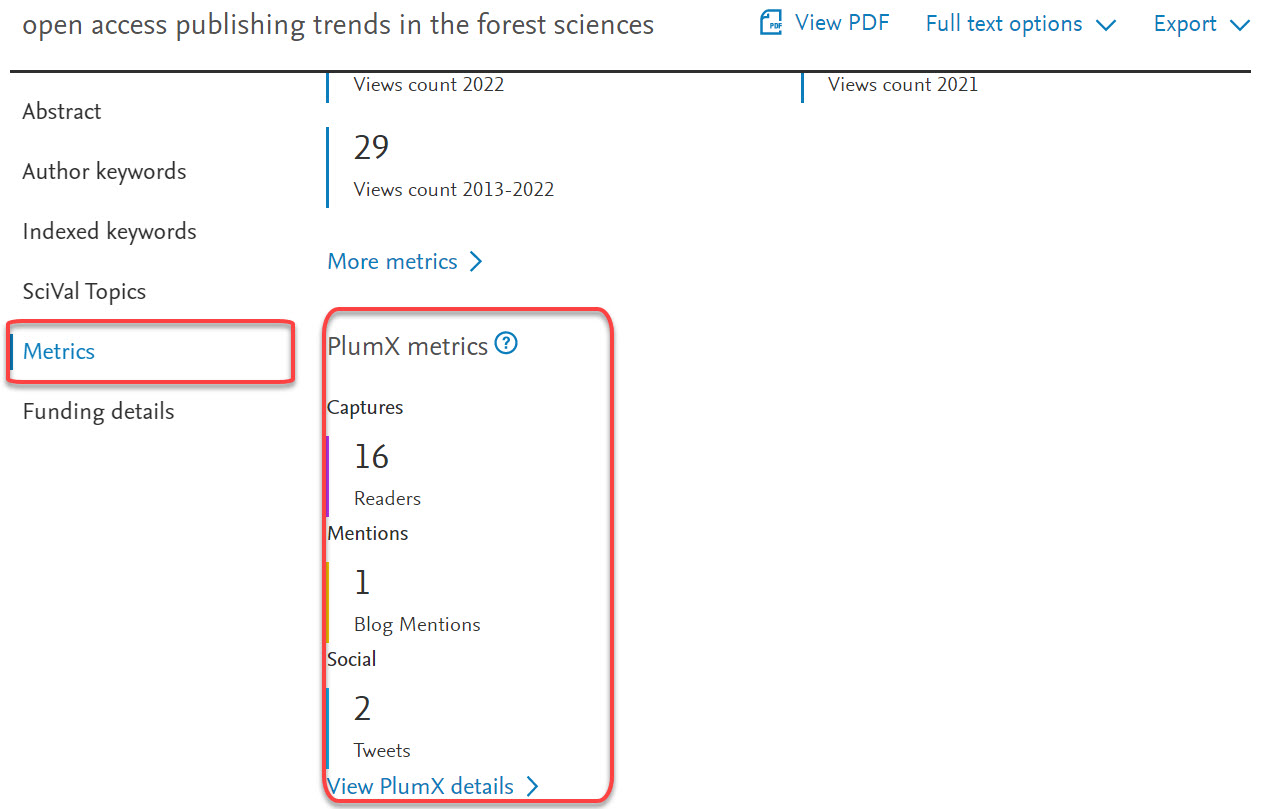 open access publishing trends in the forest sciences
View PDF
Full text options
Export
Abstract
Author keywords
Indexed keywords
SciVal Topics
Metrics
Funding details
Views count 2022
Views count 2021
29
Views count 2013-2022
More metrics
PlumX metrics ?
Captures
16
Readers
Mentions
1
Blog Mentions
Social
2
Tweets
View PlumX details